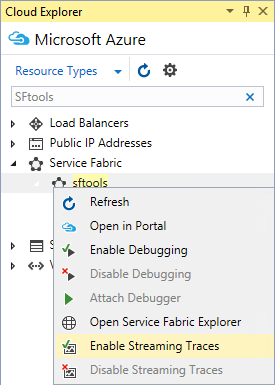 Cloud Explorer
Microsoft Azure
Resource Types
SFtools
Load Balancers
Public IP Addresses
Service Fabric
sftools
Refresh
Open in Portal
Enable Debugging
Disable Debugging
Attach Debugger
Open Service Fabric Explorer
Enable Streaming Traces
Disable Streaming Traces